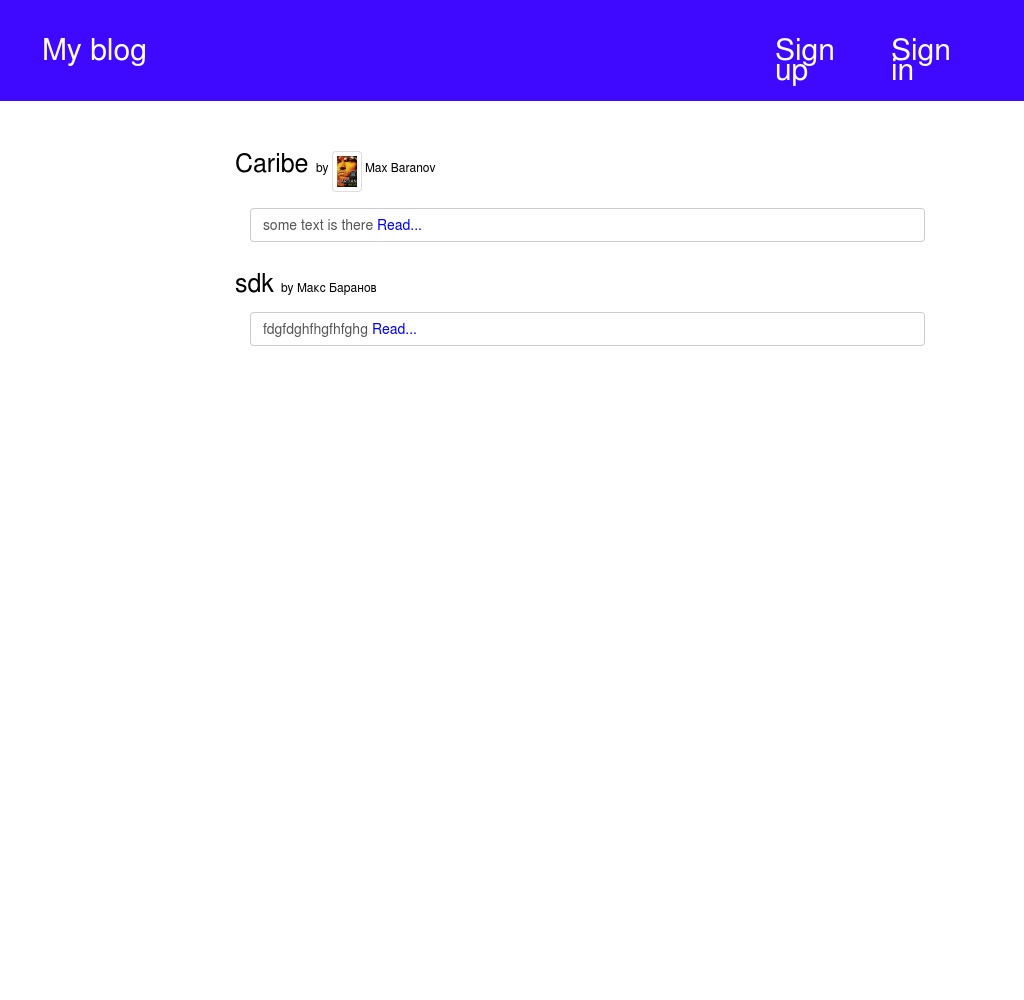 My blog
Sign
up
Sign
in
Caribe by Max Baranov
some text is there Read...
sdk by Макс Баранов
fdgfdghfhgfhfghg Read...